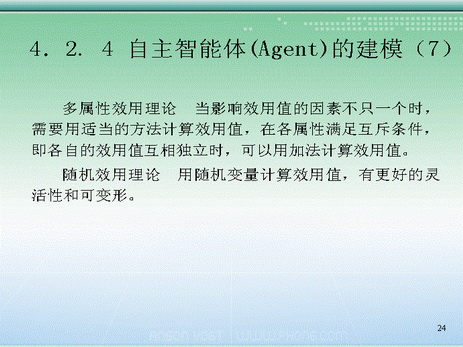 4. 2. 4 自主智能体(Agent)的建模（7）
多属性效用理论 当影响效用值的因素不只一个时，
需要用适当的方法计算效用值，在各属性满足互斥条件，
即各自的效用值互相独立时，可以用加法计算效用值。
随机效用理论 用随机变量计算效用值，有更好的灵
活性和可变形。
24